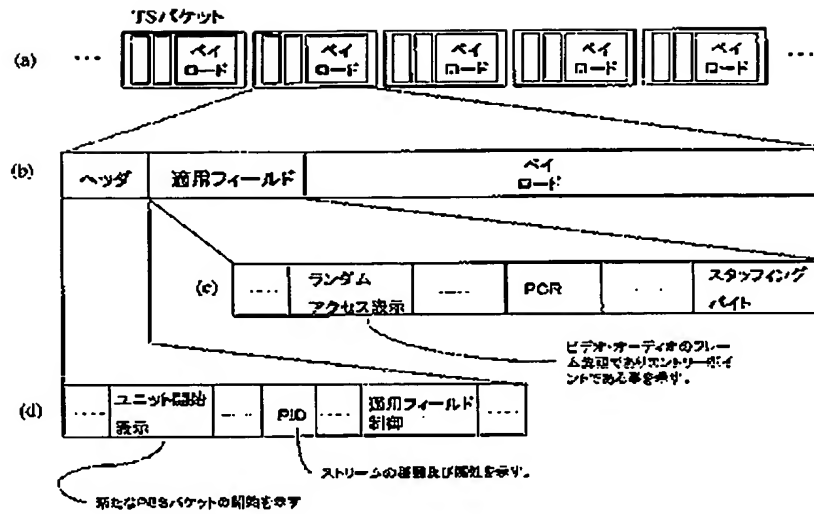 TSパケット
(a) ･･･ ペイ ペイ ペイ ペイ ペイ ･･･
ロード ロード ロード ロード ロード
(b) ヘッダ 適用フィールド ペイ
ロード
(c) ･････ ランダム ･････ PCR ･･･ スタッフィング
アクセス表示 バイト
ビデオ･オーディオのフレー
ム先頭でありエントリーポイ
ントである事を示す。
(d) ･････ ユニット開始 ･････ PID ･････ 適用フィールド ･････
表示 制御
ストリームの種類及び属性を示す。
新たなPESパケットの開始を示す